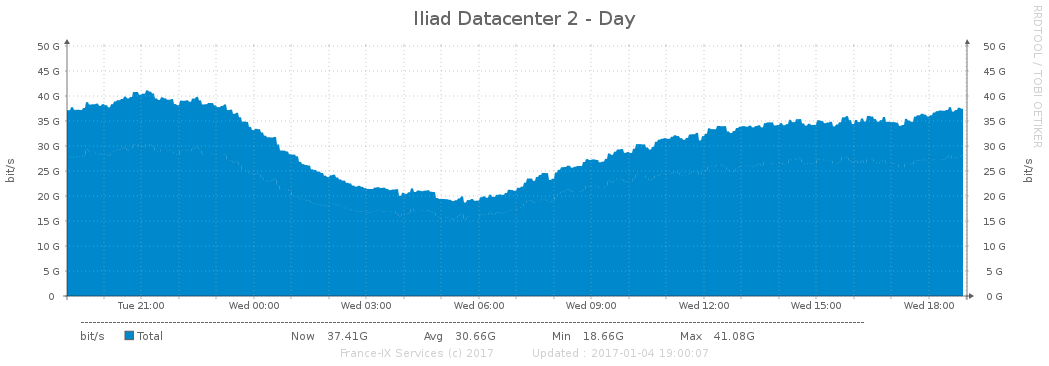 Iliad Datacenter 2 - Day
RRDTOOL / TOBI OETIKER
50 G 50 G
45 G 45 G
40 G 40 G
35 G 35 G
30 G 30 G
25 G 25 G
20 G 20 G
15 G 15 G
10 G 10 G
5 G 5 G
0 0 G
bit/s bit/s
Tue 21:00 Wed 00:00 Wed 03:00 Wed 06:00 Wed 09:00 Wed 12:00 Wed 15:00 Wed 18:00
bit/s Total Now 37.41G Avg 30.66G Min 18.66G Max 41.08G
France-IX Services (c) 2017 Updated : 2017-01-04 19:00:07